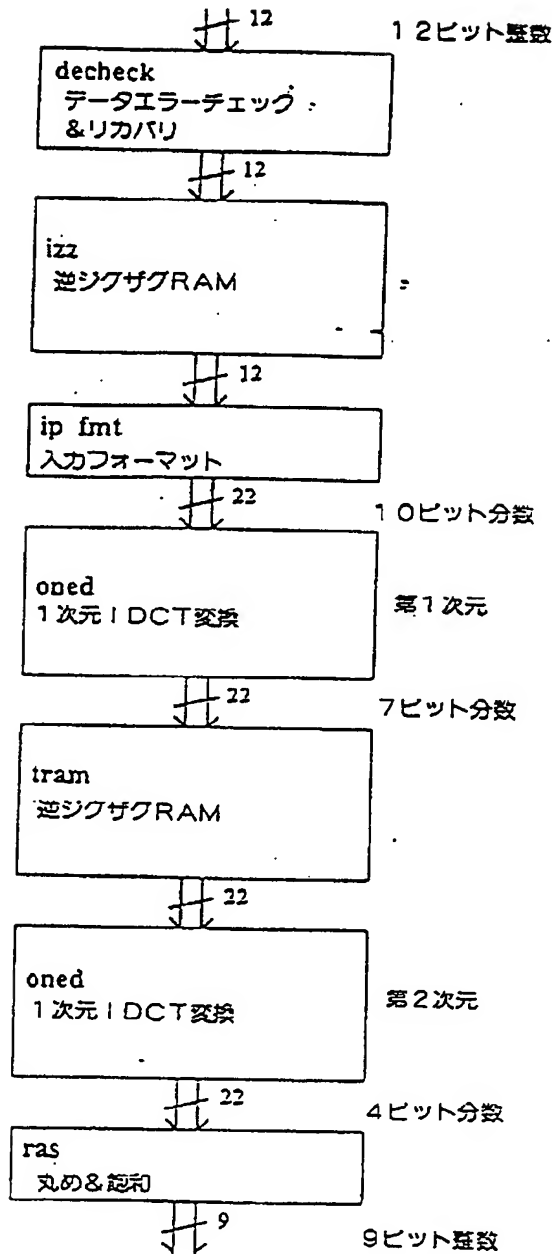 12
12ビット整数
decheck
データエラーチェック
&リカバリ
12
izz
逆ジグザグRAM
12
ip fmt
入力フォーマット
22
10ビット分数
oned
1次元IDCT変換
第1次元
22
7ビット分数
tram
逆ジグザグRAM
22
oned
1次元IDCT変換
第2次元
22
4ビット分数
ras
丸め&飽和
9
9ビット整数